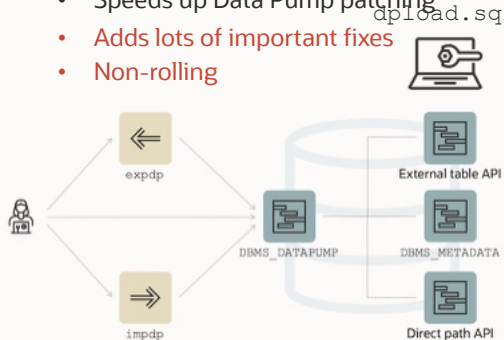 • Speeds up Data Pump patching
dpload.sq
• Adds lots of important fixes
• Non-rolling
expdp
External table API
DBMS_DATAPUMP
DBMS_METADATA
impdp
Direct path API